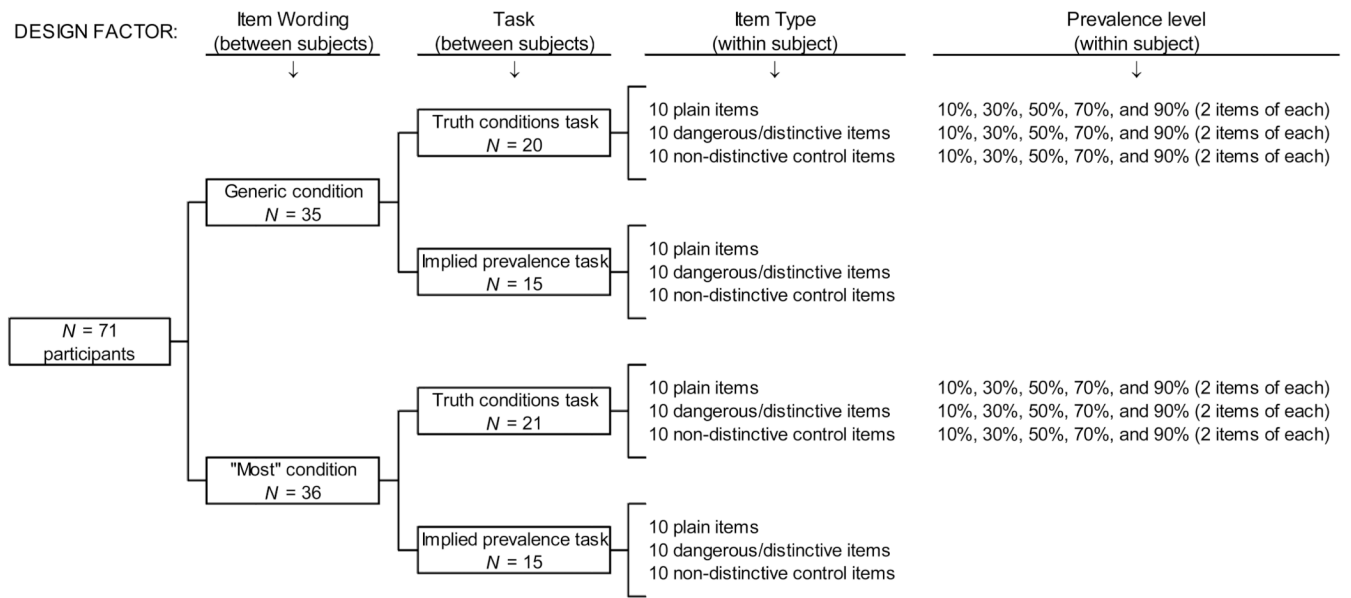 DESIGN FACTOR:
Item Wording
(between subjects)
↓
Task
(between subjects)
↓
Item Type
(within subject)
↓
Prevalence level
(within subject)
↓
N = 71
participants
Generic condition
N = 35
Truth conditions task
N = 20
10 plain items
10 dangerous/distinctive items
10 non-distinctive control items
10%, 30%, 50%, 70%, and 90% (2 items of each)
10%, 30%, 50%, 70%, and 90% (2 items of each)
10%, 30%, 50%, 70%, and 90% (2 items of each)
Implied prevalence task
N = 15
10 plain items
10 dangerous/distinctive items
10 non-distinctive control items
"Most" condition
N = 36
Truth conditions task
N = 21
10 plain items
10 dangerous/distinctive items
10 non-distinctive control items
10%, 30%, 50%, 70%, and 90% (2 items of each)
10%, 30%, 50%, 70%, and 90% (2 items of each)
10%, 30%, 50%, 70%, and 90% (2 items of each)
Implied prevalence task
N = 15
10 plain items
10 dangerous/distinctive items
10 non-distinctive control items